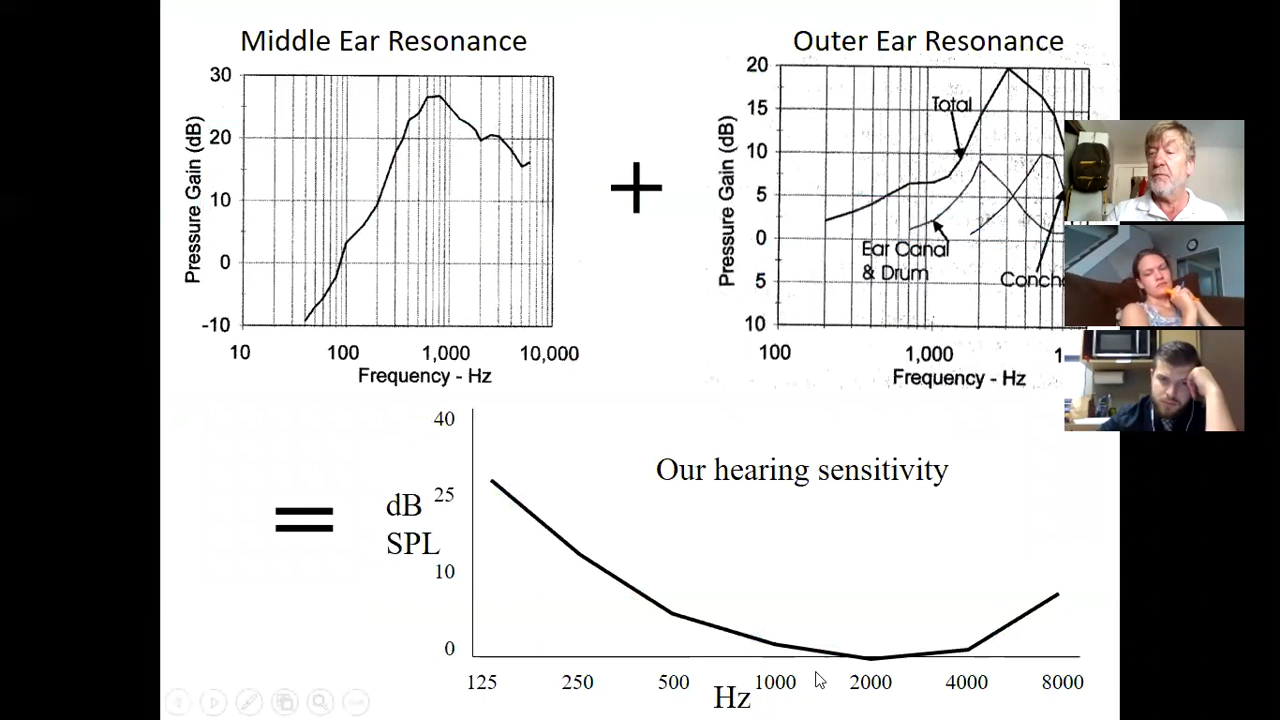 Middle Ear Resonance
30
20
10
0
-10
Pressure Gain (dB)
10
100
1,000
10,000
Frequency - Hz
+
Outer Ear Resonance
20
15
10
5
0
5
10
Pressure Gain (dB)
Total
Ear Canal
& Drum
Conch
100
1,000
Frequency - Hz
=
40
25
10
0
dB
SPL
Our hearing sensitivity
125 250 500 1000 2000 4000 8000
Hz